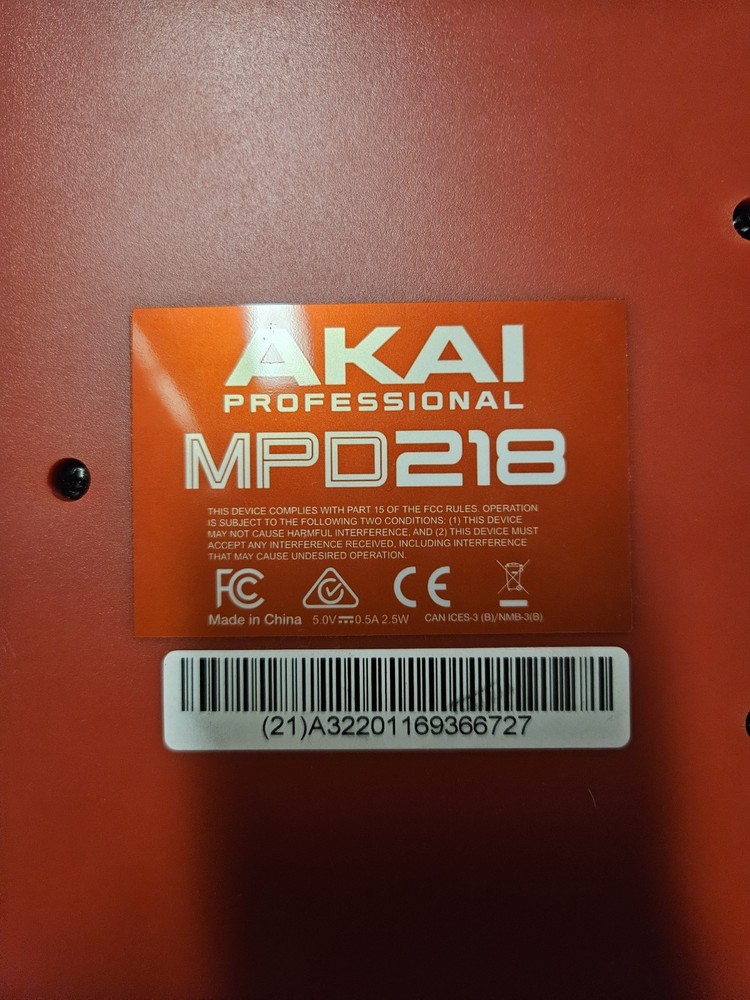 AKAI
PROFESSIONAL
MPD218
THIS DEVICE COMPLIES WITH PART 15 OF THE FCC RULES. OPERATION
IS SUBJECT TO THE FOLLOWING TWO CONDITIONS: (1) THIS DEVICE
MAY NOT CAUSE HARMFUL INTERFERENCE, AND (2) THIS DEVICE MUST
ACCEPT ANY INTERFERENCE RECEIVED, INCLUDING INTERFERENCE
THAT MAY CAUSE UNDESIRED OPERATION.
FC CE
Made in China 5.0V⎓0.5A 2.5W CAN ICES-3 (B)/NMB-3(B)
(21)A32201169366727